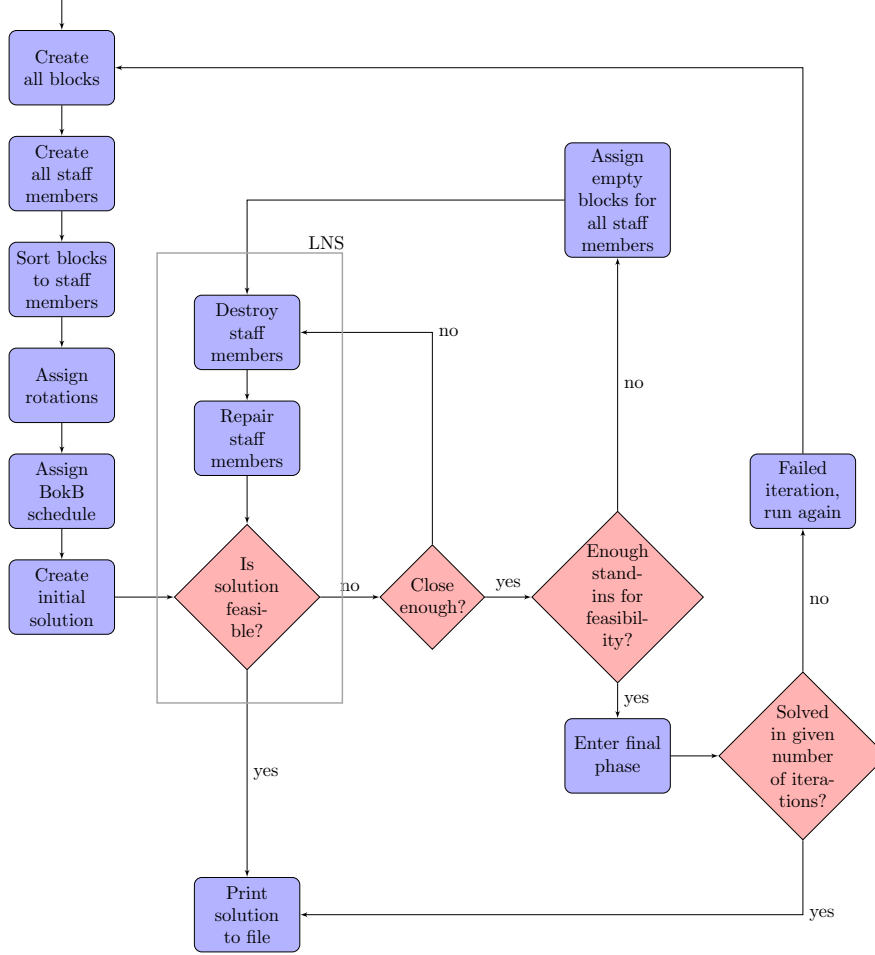 Create
all blocks
Create
all staff
members
Sort blocks
to staff
members
Assign
rotations
Assign
BokB
schedule
Create
initial
solution
LNS
Destroy
staff
members
Repair
staff
members
Is
solution
feasi-
ble?
no
yes
Close
enough?
no
yes
Assign
empty
blocks for
all staff
members
no
Enough
stand-
ins for
feasibil-
ity?
yes
Enter final
phase
Failed
iteration,
run again
no
Solved
in given
number
of itera-
tions?
yes
Print
solution
to file